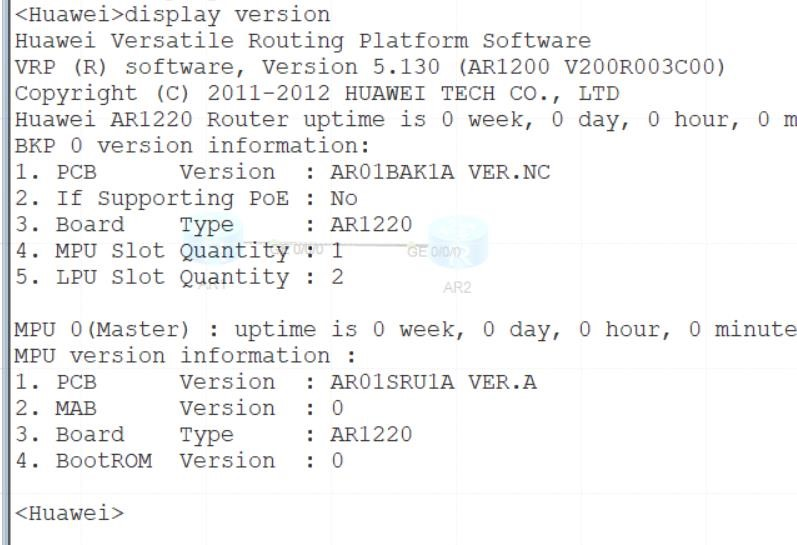 <Huawei>display version
Huawei Versatile Routing Platform Software
VRP (R) software, Version 5.130 (AR1200 V200R003C00)
Copyright (C) 2011-2012 HUAWEI TECH CO., LTD
Huawei AR1220 Router uptime is 0 week, 0 day, 0 hour, 0 m
BKP 0 version information:
1. PCB      Version  : AR01BAK1A VER.NC
2. If Supporting PoE : No
3. Board    Type     : AR1220
4. MPU Slot Quantity : 1
GE 0/0/0
GE 0/0/0
5. LPU Slot Quantity : 2
AR2
MPU 0(Master) : uptime is 0 week, 0 day, 0 hour, 0 minute
MPU version information :
1. PCB      Version  : AR01SRU1A VER.A
2. MAB      Version  : 0
3. Board    Type     : AR1220
4. BootROM  Version  : 0
<Huawei>